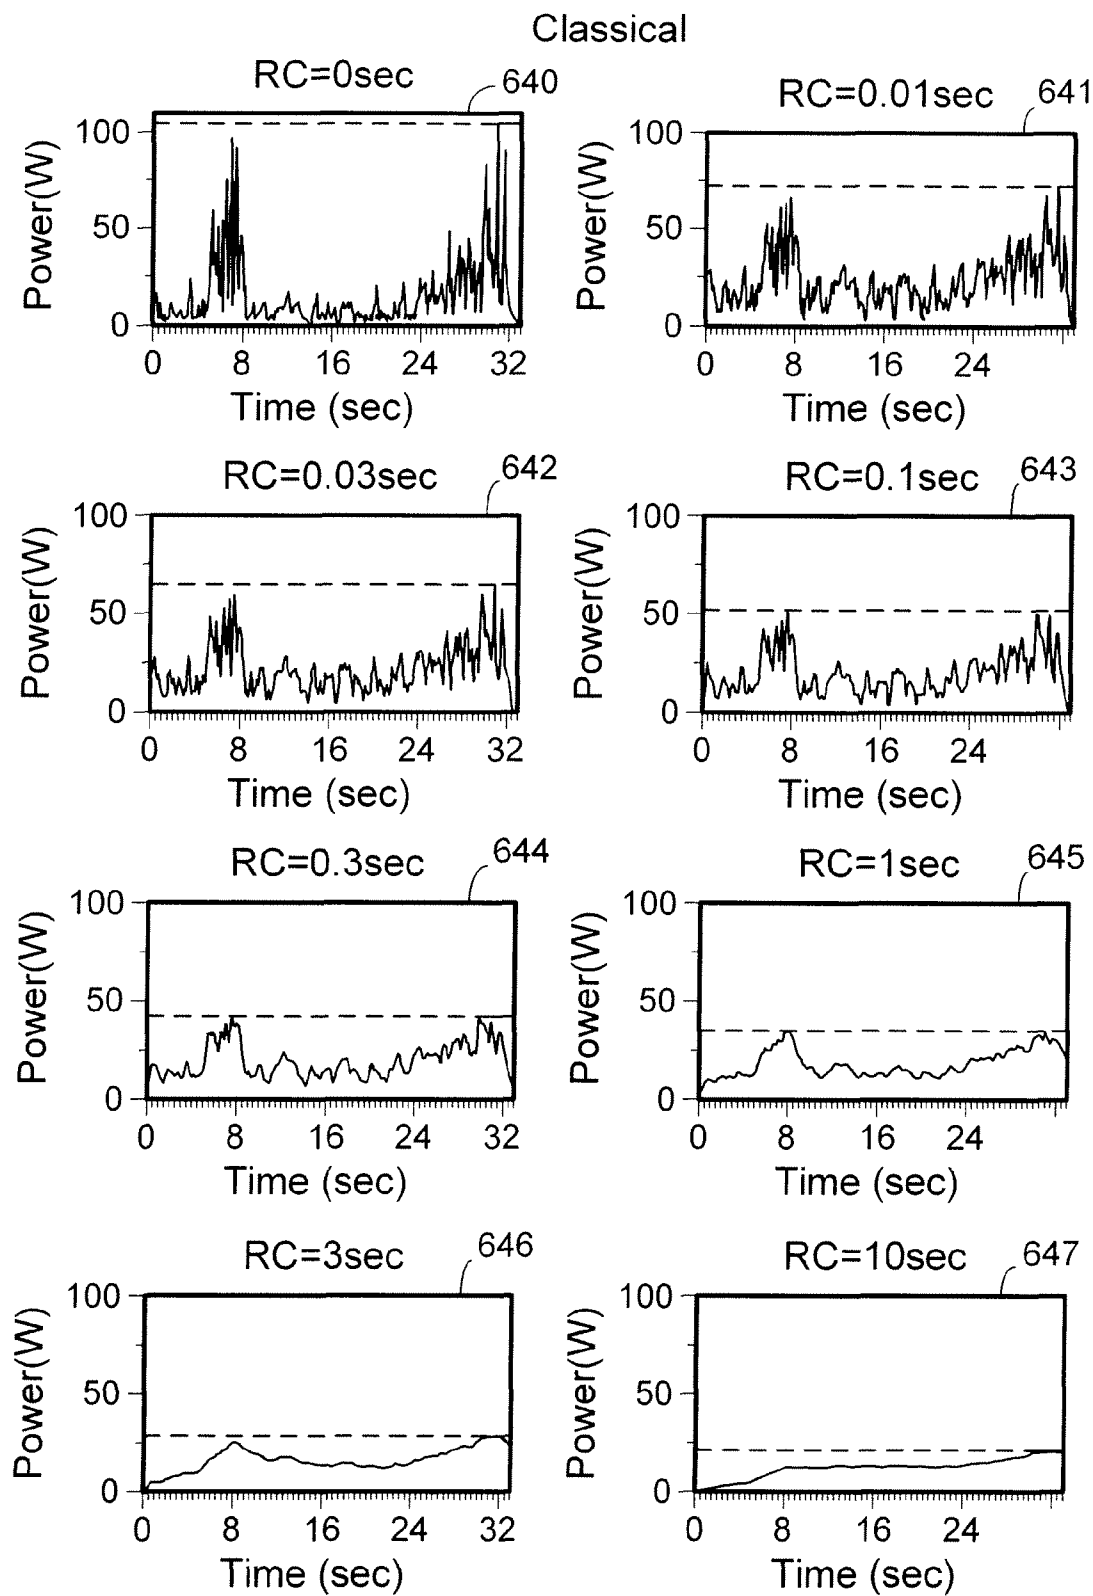 Classical
RC=0sec 640
Power(W)
100
50
0
0 8 16 24 32
Time (sec)
RC=0.01sec 641
Power(W)
100
50
0
0 8 16 24
Time (sec)
RC=0.03sec 642
Power(W)
100
50
0
0 8 16 24 32
Time (sec)
RC=0.1sec 643
Power(W)
100
50
0
0 8 16 24
Time (sec)
RC=0.3sec 644
Power(W)
100
50
0
0 8 16 24 32
Time (sec)
RC=1sec 645
Power(W)
100
50
0
0 8 16 24
Time (sec)
RC=3sec 646
Power(W)
100
50
0
0 8 16 24 32
Time (sec)
RC=10sec 647
Power(W)
100
50
0
0 8 16 24
Time (sec)